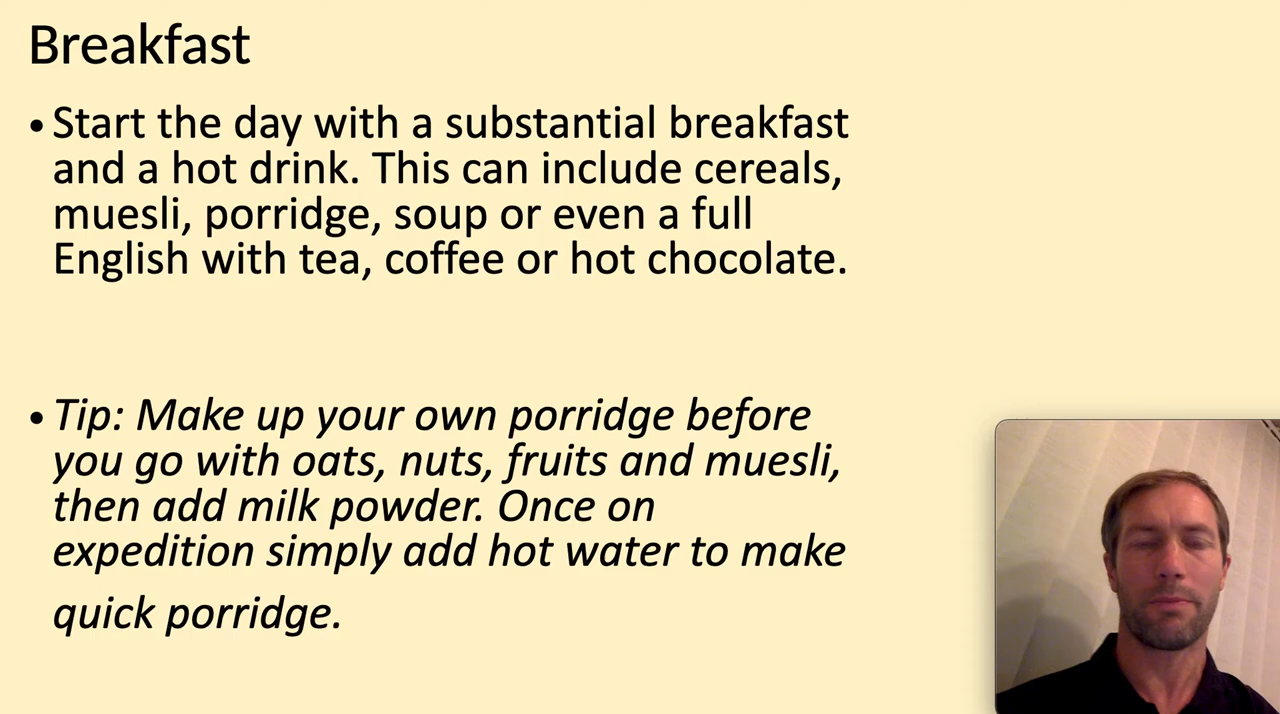 Breakfast
• Start the day with a substantial breakfast
and a hot drink. This can include cereals,
muesli, porridge, soup or even a full
English with tea, coffee or hot chocolate.
• Tip: Make up your own porridge before
you go with oats, nuts, fruits and muesli,
then add milk powder. Once on
expedition simply add hot water to make
quick porridge.